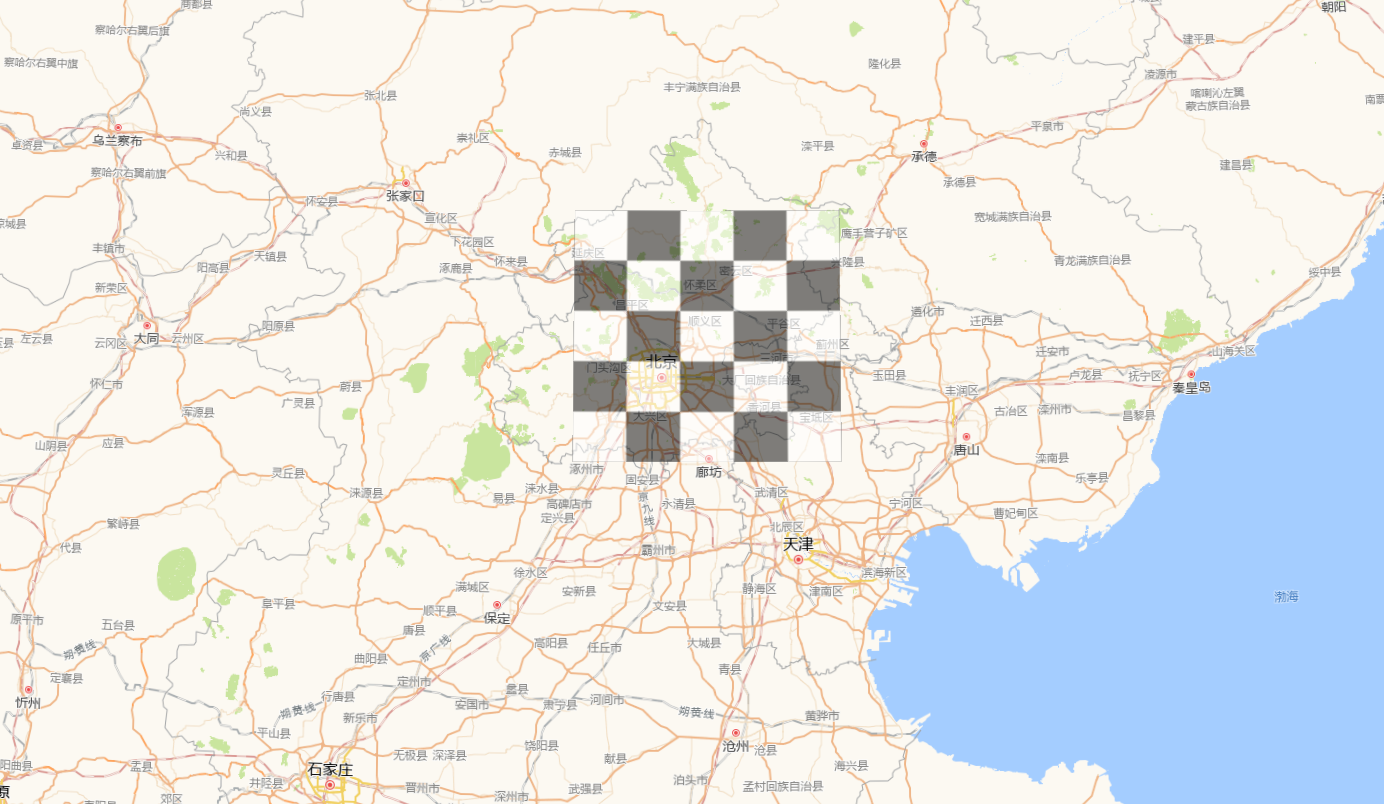 商都县
朝阳
察哈尔右翼后旗
建平县
察哈尔右翼中旗
隆化县
凌源市
丰宁满族自治县
张北县
喀喇沁左翼
蒙古族自治县
南票
尚义县
乌兰察布
崇礼区
平泉市
卓资县
兴和县
赤城县
滦平县
承德
建昌县
察哈尔右翼前旗
张家口
承德县
怀安县
宣化区
宽城满族自治县
凉城县
鹰手营子矿区
下花园区
丰镇市
延庆区
天镇县
怀来县
兴隆县
青龙满族自治县
阳高县
涿鹿县
密云区
绥中县
新荣区
怀柔区
昌平区
遵化市
顺义区
迁西县
大同
阳原县
平谷区
左云县
云冈区
云州区
蓟州区
迁安市
山海关区
北京
三河市
门头沟区
玉田县
卢龙县
抚宁区
怀仁市
蔚县
大厂回族自治县
秦皇岛
丰润区
浑源县
广灵县
香河县
古冶区
滦州市
昌黎县
大兴区
宝坻区
山阴县
应县
唐山
滦南县
涿州市
廊坊
灵丘县
固安县
乐亭县
涞源县
涞水县
武清区
易县
京九线
高碑店市
永清县
宁河区
定兴县
曹妃甸区
繁峙县
北辰区
代县
霸州市
天津
徐水区
滨海新区
满城区
安新县
静海区
津南区
渤海
阜平县
顺平县
文安县
原平市
保定
五台县
唐县
高阳县
任丘市
大城县
朔黄线
京广线
曲阳县
青县
定襄县
定州市
忻州
行唐县
蠡县
河间市
安国市
肃宁县
朔黄线
朔黄线
新乐市
黄骅市
平山县
饶阳县
沧州
沧县
无极县
深泽县
献县
阳曲县
盂县
石家庄
海兴县
井陉县
晋州市
武强县
泊头市
孟村回族自治县
原
郊区
深州市